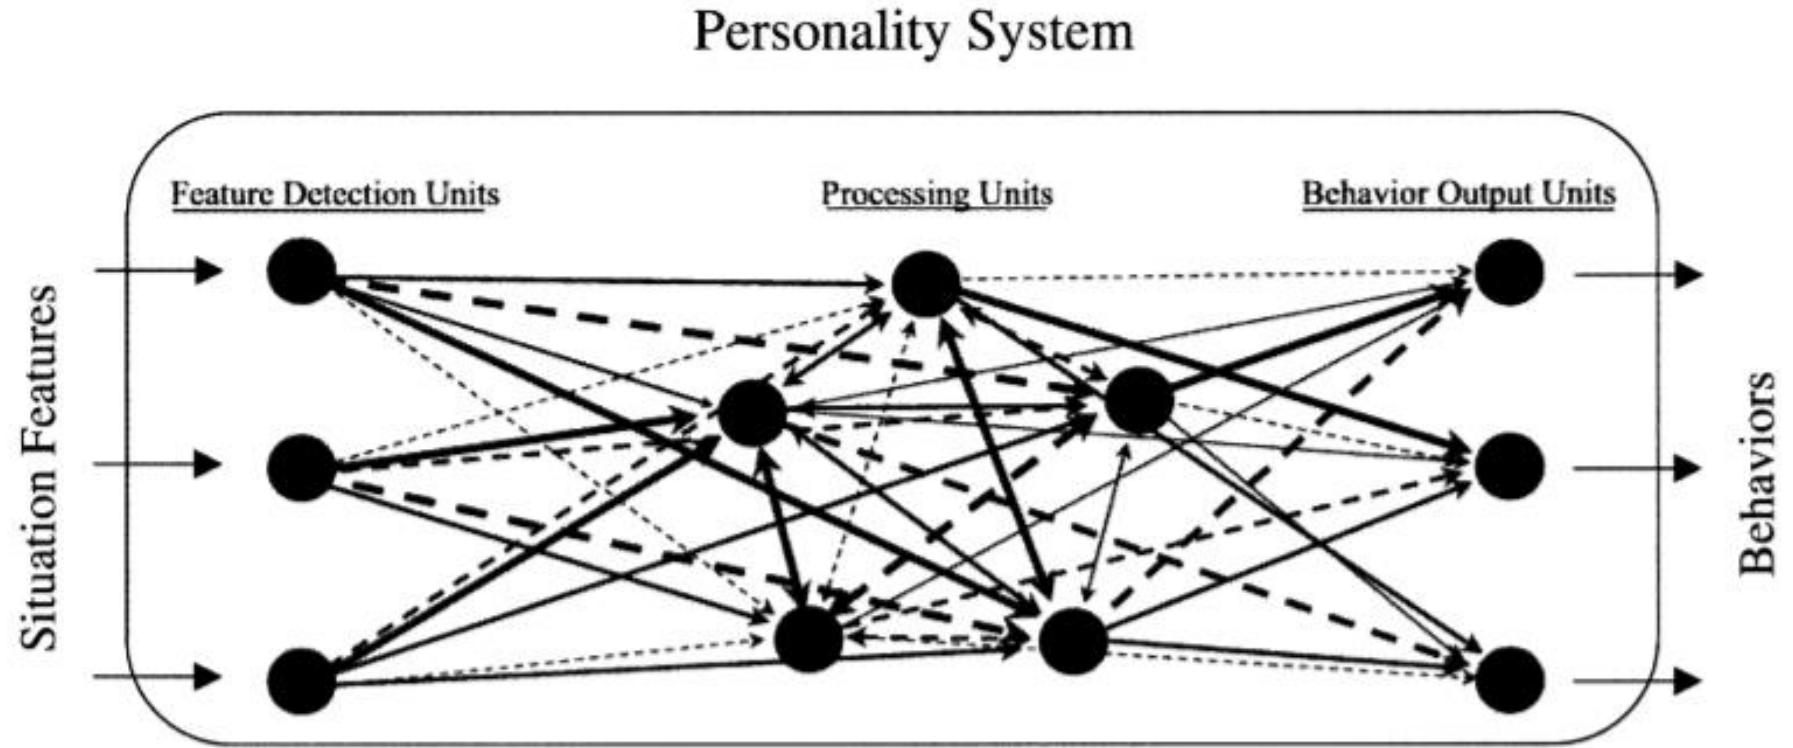 Personality System
Feature Detection Units
Processing Units
Behavior Output Units
Situation Features
Behaviors